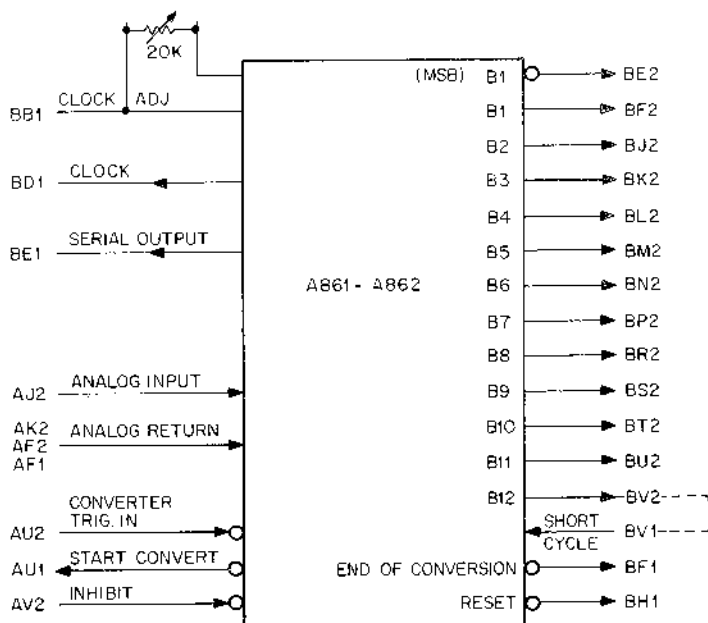 20K
(MSB) B1 BE2
BB1 CLOCK ADJ
B1 BF2
B2 BJ2
BD1 CLOCK
B3 BK2
B4 BL2
BE1 SERIAL OUTPUT
B5 BM2
A861-A862
B6 BN2
B7 BP2
B8 BR2
AJ2 ANALOG INPUT
B9 BS2
AK2
AF2 ANALOG RETURN
AF1
B10 BT2
B11 BU2
B12 BV2
AU2 CONVERTER
TRIG. IN
SHORT
CYCLE BV1
AU1 START CONVERT
END OF CONVERSION BF1
AV2 INHIBIT
RESET BH1